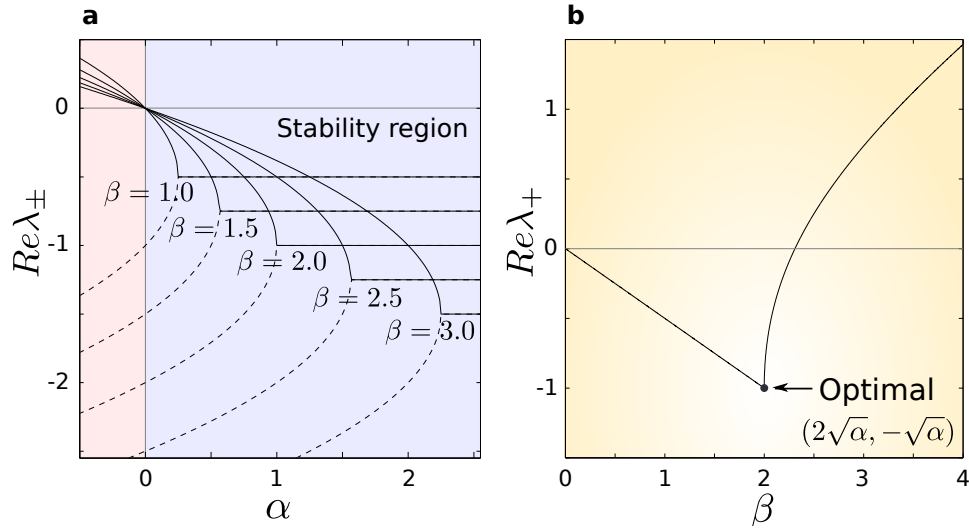 a
b
Stability region
β = 1.0
β = 1.5
β = 2.0
β = 2.5
β = 3.0
0
-1
-2
Reλ±
0
1
2
α
1
0
-1
Reλ+
Optimal
(2√α, −√α)
0
1
2
3
4
β